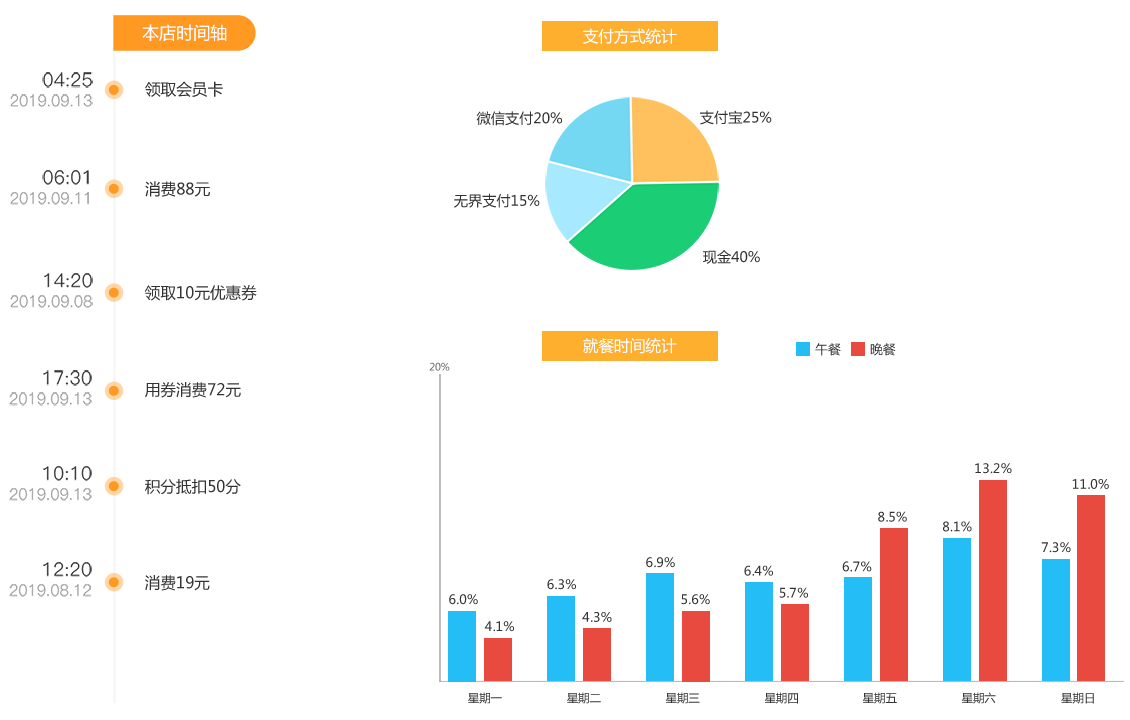 本店时间轴
04:25
2019.09.13
领取会员卡
06:01
2019.09.11
消费88元
14:20
2019.09.08
领取10元优惠券
17:30
2019.09.13
用券消费72元
10:10
2019.09.13
积分抵扣50分
12:20
2019.08.12
消费19元
支付方式统计
微信支付20%
支付宝25%
无界支付15%
现金40%
就餐时间统计
午餐
晚餐
20%
6.0%
4.1%
6.3%
4.3%
6.9%
5.6%
6.4%
5.7%
6.7%
8.5%
8.1%
13.2%
7.3%
11.0%
星期一
星期二
星期三
星期四
星期五
星期六
星期日